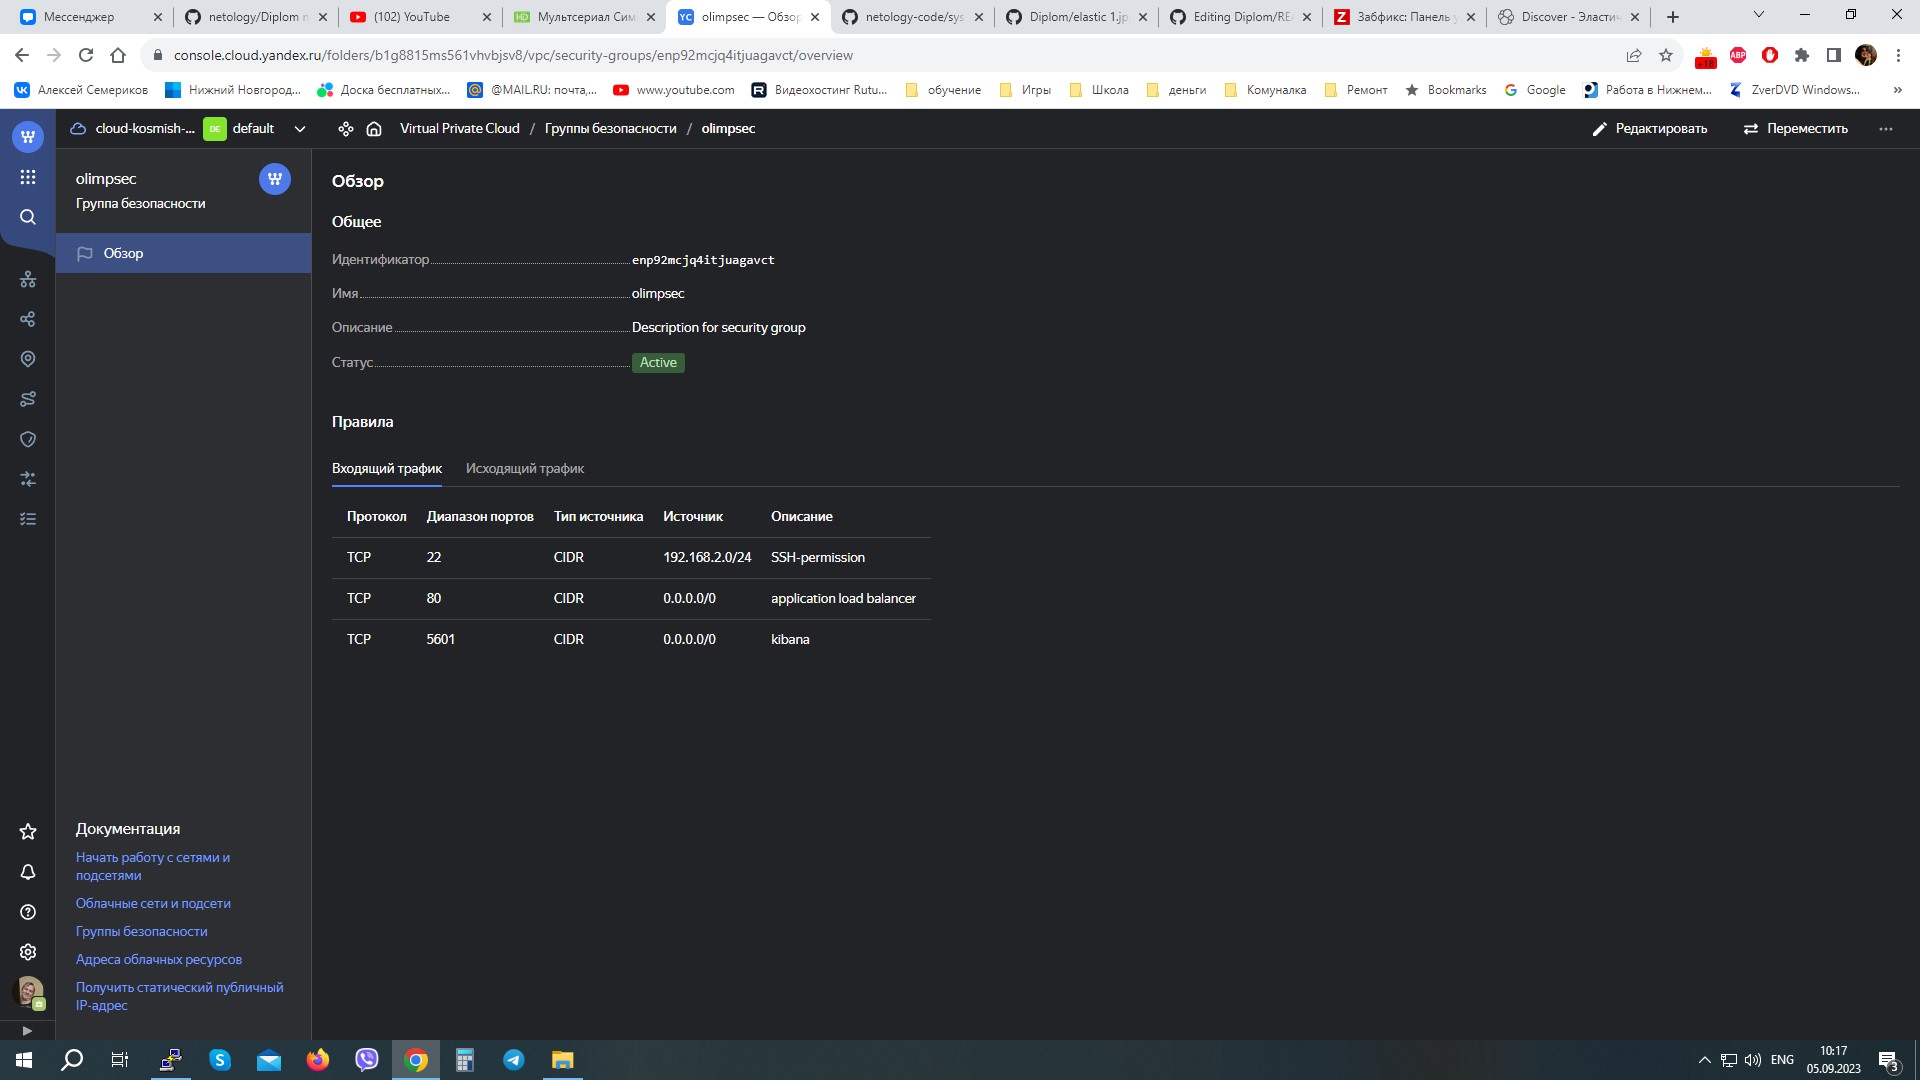 Мессенджер
netology/Diplom n
(102) YouTube
Мультсериал Сим
olimpsec — Обзор
netology-code/sys
Diplom/elastic 1.jp
Editing Diplom/REA
Забфикс: Панель у
Discover - Эластич
console.cloud.yandex.ru/folders/b1g8815ms561vhvbjsv8/vpc/security-groups/enp92mcjq4itjuagavct/overview
+18
ABP
Алексей Семериков
Нижний Новгород...
Доска бесплатных...
@MAIL.RU: почта,...
www.youtube.com
Видеохостинг Rutu...
обучение
Игры
Школа
деньги
Комуналка
Ремонт
Bookmarks
Google
Работа в Нижнем...
ZverDVD Windows...
cloud-kosmish-...
DE
default
Virtual Private Cloud / Группы безопасности / olimpsec
Редактировать
Переместить
olimpsec
Группа безопасности
Обзор
Обзор
Общее
Идентификатор
enp92mcjq4itjuagavct
Имя
olimpsec
Описание
Description for security group
Статус
Active
Правила
Входящий трафик
Исходящий трафик
Протокол Диапазон портов Тип источника Источник Описание
TCP 22 CIDR 192.168.2.0/24 SSH-permission
TCP 80 CIDR 0.0.0.0/0 application load balancer
TCP 5601 CIDR 0.0.0.0/0 kibana
Документация
Начать работу с сетями и
подсетями
Облачные сети и подсети
Группы безопасности
Адреса облачных ресурсов
Получить статический публичный
IP-адрес
ENG
10:17
05.09.2023
3